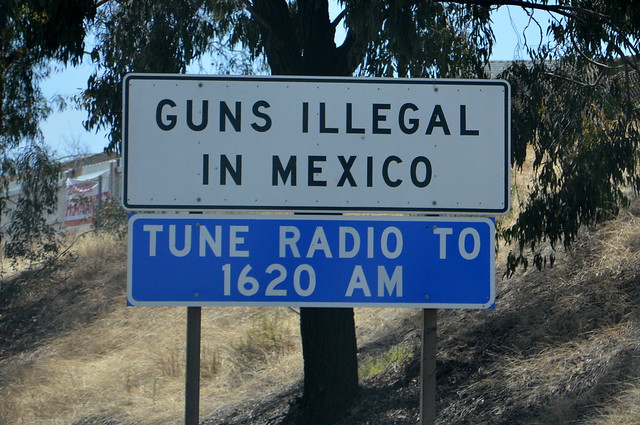 GUNS ILLEGAL
IN MEXICO
TUNE RADIO TO
1620 AM